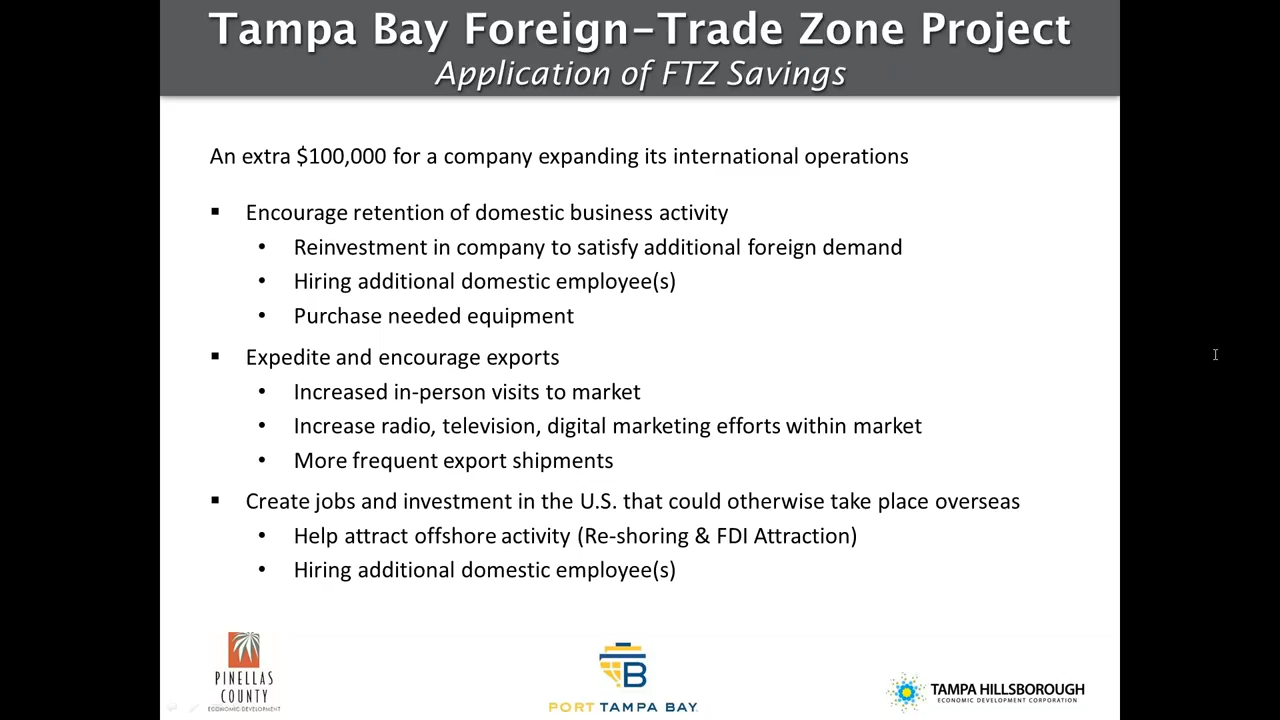 Tampa Bay Foreign-Trade Zone Project
Application of FTZ Savings
An extra $100,000 for a company expanding its international operations
▪ Encourage retention of domestic business activity
• Reinvestment in company to satisfy additional foreign demand
• Hiring additional domestic employee(s)
• Purchase needed equipment
▪ Expedite and encourage exports
• Increased in-person visits to market
• Increase radio, television, digital marketing efforts within market
• More frequent export shipments
▪ Create jobs and investment in the U.S. that could otherwise take place overseas
• Help attract offshore activity (Re-shoring & FDI Attraction)
• Hiring additional domestic employee(s)
PINELLAS
COUNTY
ECONOMIC DEVELOPMENT
B
PORT TAMPA BAY
TAMPA HILLSBOROUGH
ECONOMIC DEVELOPMENT CORPORATION